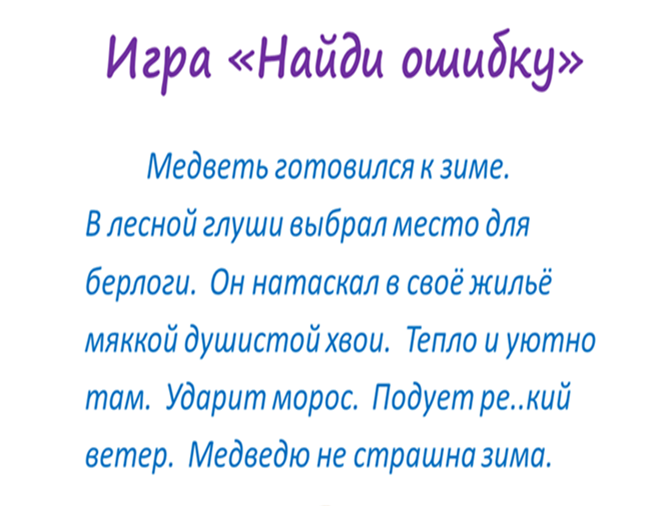 Игра «Найди ошибку»
Медветь готовился к зиме.
В лесной глуши выбрал место для
берлоги. Он натаскал в своё жильё
мяккой душистой хвои. Тепло и уютно
там. Ударит морос. Подует ре..кий
ветер. Медведю не страшна зима.